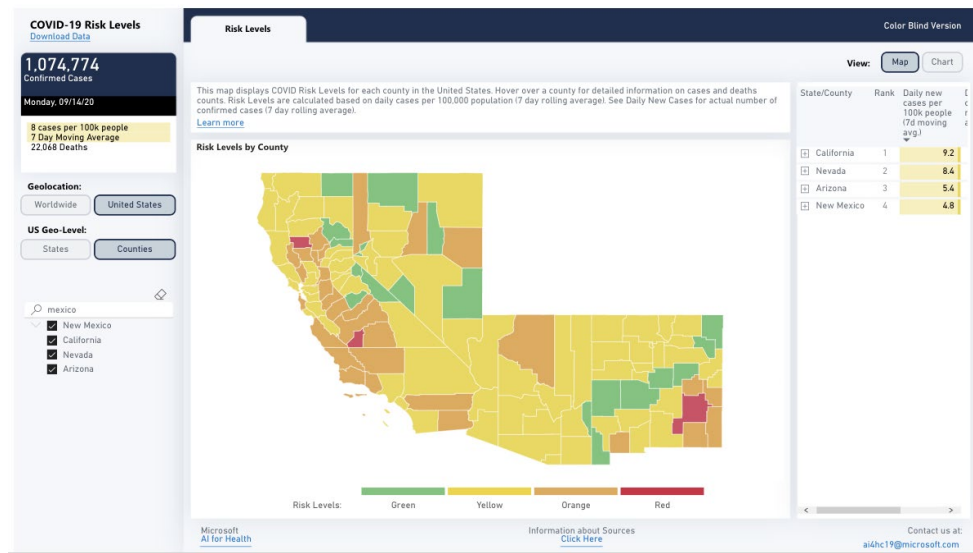 COVID-19 Risk Levels
Download Data
1,074,774
Confirmed Cases
Monday, 09/14/20
8 cases per 100k people
7 Day Moving Average
22,068 Deaths
Geolocation:
Worldwide
United States
US Geo-Level:
States
Counties
mexico
New Mexico
California
Nevada
Arizona
Risk Levels
Color Blind Version
View:
Map
Chart
This map displays COVID Risk Levels for each county in the United States. Hover over a county for detailed information on cases and deaths
counts. Risk Levels are calculated based on daily cases per 100,000 population (7 day rolling average). See Daily New Cases for actual number of
confirmed cases (7 day rolling average).
Learn more
Risk Levels by County
Risk Levels:
Green
Yellow
Orange
Red
State/County
Rank
Daily new
cases per
100k people
(7d moving
avg.)
California 1 9.2
Nevada 2 8.4
Arizona 3 5.4
New Mexico 4 4.8
Microsoft
AI for Health
Information about Sources
Click Here
Contact us at:
ai4hc19@microsoft.com